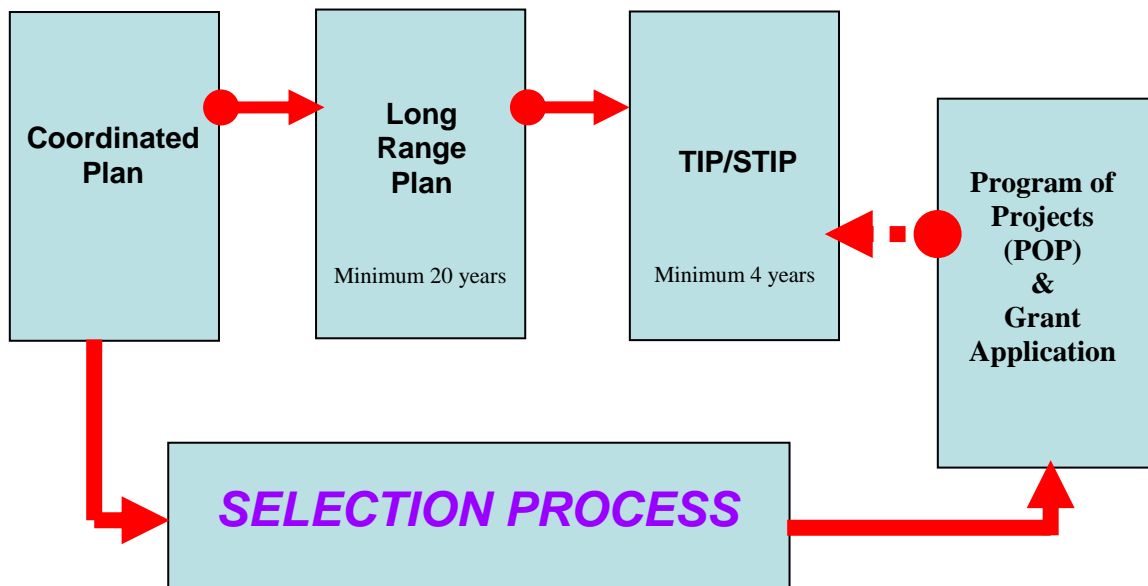 Coordinated
Plan
Long
Range
Plan
Minimum 20 years
TIP/STIP
Minimum 4 years
Program of
Projects
(POP)
&
Grant
Application
SELECTION PROCESS